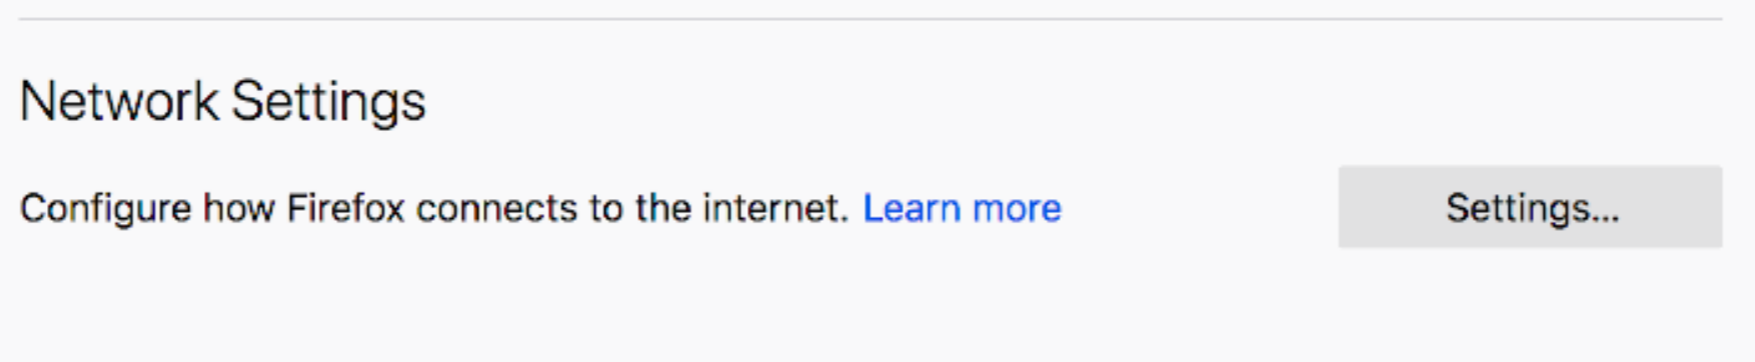 Network Settings
Configure how Firefox connects to the internet. Learn more
Settings...